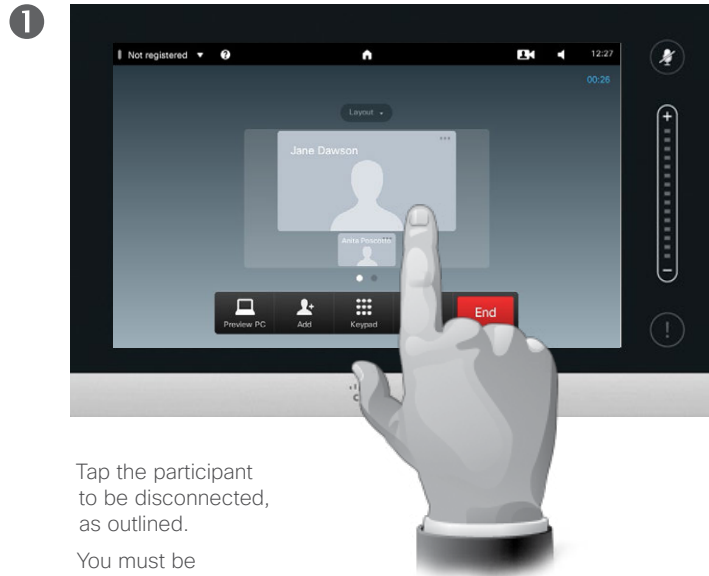 1
Not registered ? 12:27
00:26
Layout
Jane Dawson
Anna
Preview PC Add Keypad End
+
−
!
Tap the participant
to be disconnected,
as outlined.
You must be